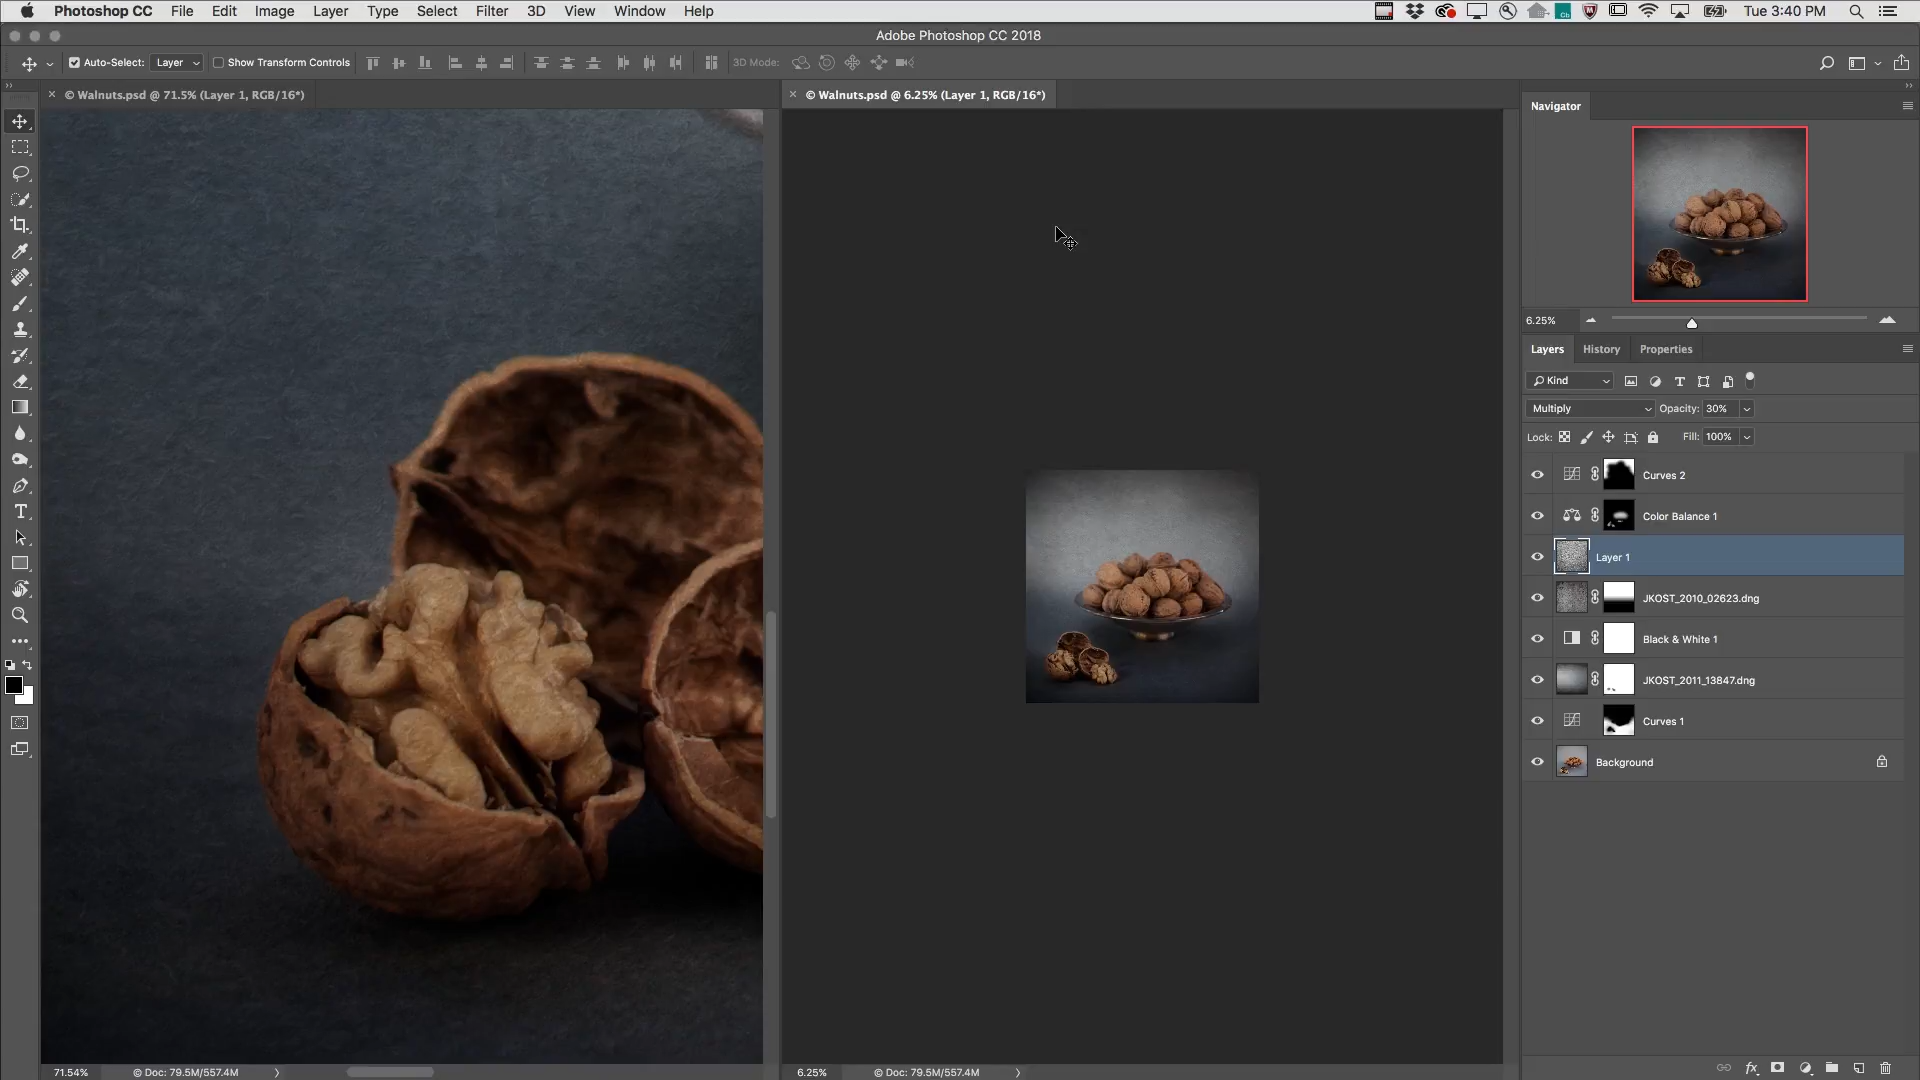 Photoshop CC File Edit Image Layer Type Select Filter 3D View Window Help Tue 3:40 PM
Adobe Photoshop CC 2018
Auto-Select: Layer Show Transform Controls 3D Mode:
© Walnuts.psd @ 71.5% (Layer 1, RGB/16*)
© Walnuts.psd @ 6.25% (Layer 1, RGB/16*)
Navigator
6.25%
Layers History Properties
Kind
Multiply Opacity: 30%
Lock: Fill: 100%
Curves 2
Color Balance 1
Layer 1
JKOST_2010_02623.dng
Black & White 1
JKOST_2011_13847.dng
Curves 1
Background
71.54% © Doc: 79.5M/557.4M
6.25% © Doc: 79.5M/557.4M